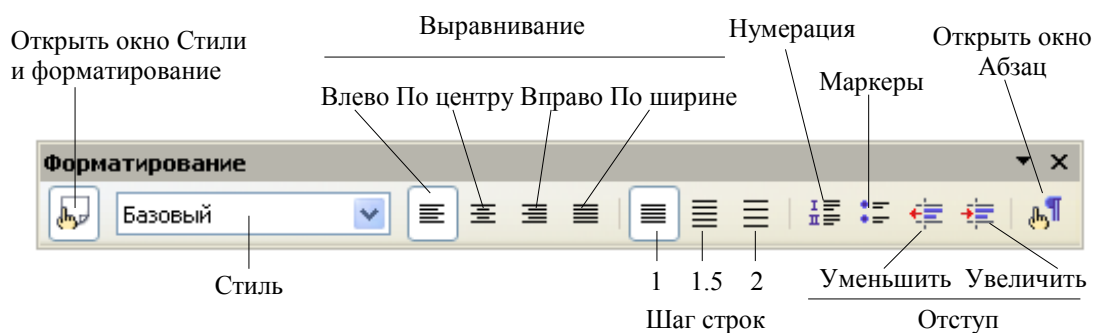 Открыть окно Стили
и форматирование
Выравнивание
Нумерация
Открыть окно
Абзац
Маркеры
Влево По центру Вправо По ширине
Форматирование
Базовый
Стиль
1 1.5 2
Шаг строк
Уменьшить Увеличить
Отступ